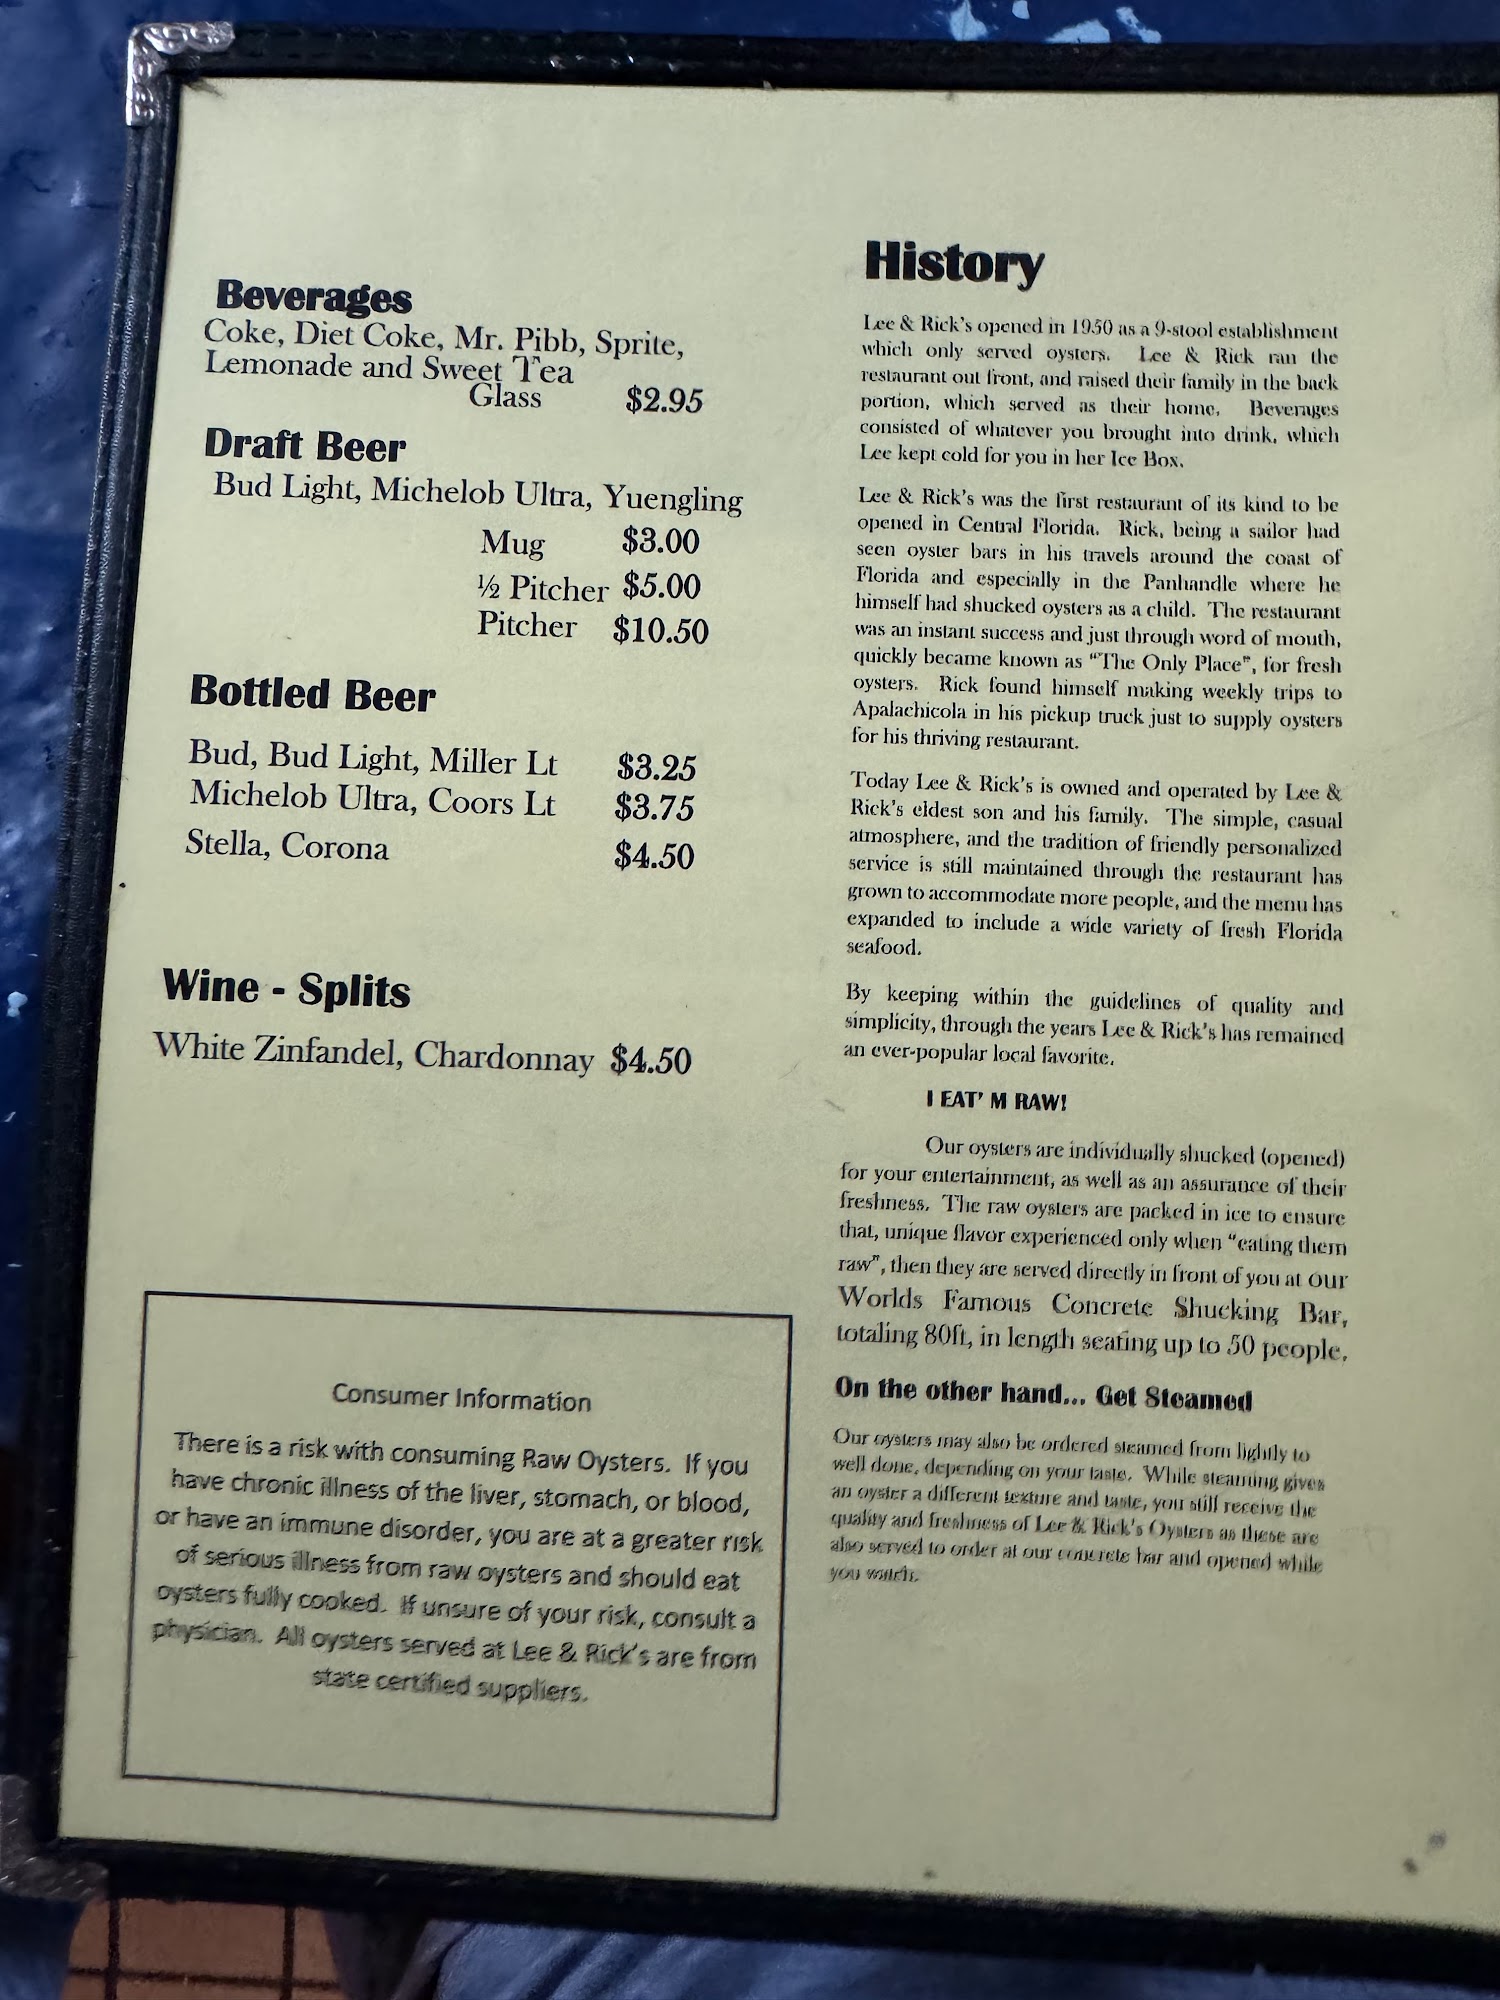 Beverages
Coke, Diet Coke, Mr. Pibb, Sprite,
Lemonade and Sweet Tea
Glass $2.95
Draft Beer
Bud Light, Michelob Ultra, Yuengling
Mug $3.00
½ Pitcher $5.00
Pitcher $10.50
Bottled Beer
Bud, Bud Light, Miller Lt $3.25
Michelob Ultra, Coors Lt $3.75
Stella, Corona $4.50
Wine - Splits
White Zinfandel, Chardonnay $4.50
Consumer Information
There is a risk with consuming Raw Oysters. If you
have chronic illness of the liver, stomach, or blood,
or have an immune disorder, you are at a greater risk
of serious illness from raw oysters and should eat
oysters fully cooked. If unsure of your risk, consult a
physician. All oysters served at Lee & Rick's are from
state certified suppliers.
History
Lee & Rick's opened in 1950 as a 9-stool establishment
which only served oysters. Lee & Rick ran the
restaurant out front, and raised their family in the back
portion, which served as their home. Beverages
consisted of whatever you brought into drink, which
Lee kept cold for you in her Ice Box.
Lee & Rick's was the first restaurant of its kind to be
opened in Central Florida. Rick, being a sailor had
seen oyster bars in his travels around the coast of
Florida and especially in the Panhandle where he
himself had shucked oysters as a child. The restaurant
was an instant success and just through word of mouth,
quickly became known as "The Only Place", for fresh
oysters. Rick found himself making weekly trips to
Apalachicola in his pickup truck just to supply oysters
for his thriving restaurant.
Today Lee & Rick's is owned and operated by Lee &
Rick's eldest son and his family. The simple, casual
atmosphere, and the tradition of friendly personalized
service is still maintained through the restaurant has
grown to accommodate more people, and the menu has
expanded to include a wide variety of fresh Florida
seafood.
By keeping within the guidelines of quality and
simplicity, through the years Lee & Rick's has remained
an ever-popular local favorite.
I EAT' M RAW!
Our oysters are individually shucked (opened)
for your entertainment, as well as an assurance of their
freshness. The raw oysters are packed in ice to ensure
that, unique flavor experienced only when "eating them
raw", then they are served directly in front of you at our
Worlds Famous Concrete Shucking Bar,
totaling 80ft, in length seating up to 50 people.
On the other hand... Get Steamed
Our oysters may also be ordered steamed from lightly to
well done, depending on your taste. While steaming gives
an oyster a different texture and taste, you still receive the
quality and freshness of Lee & Rick's Oysters as these are
also served to order at our concrete bar and opened while
you watch.